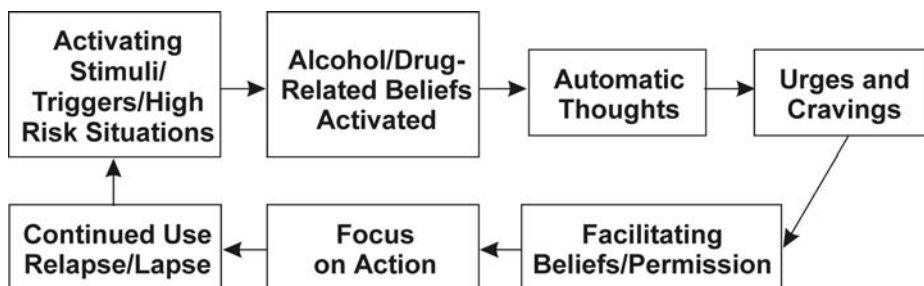 Activating
Stimuli/
Triggers/High
Risk Situations
Alcohol/Drug-
Related Beliefs
Activated
Automatic
Thoughts
Urges and
Cravings
Facilitating
Beliefs/Permission
Focus
on Action
Continued Use
Relapse/Lapse